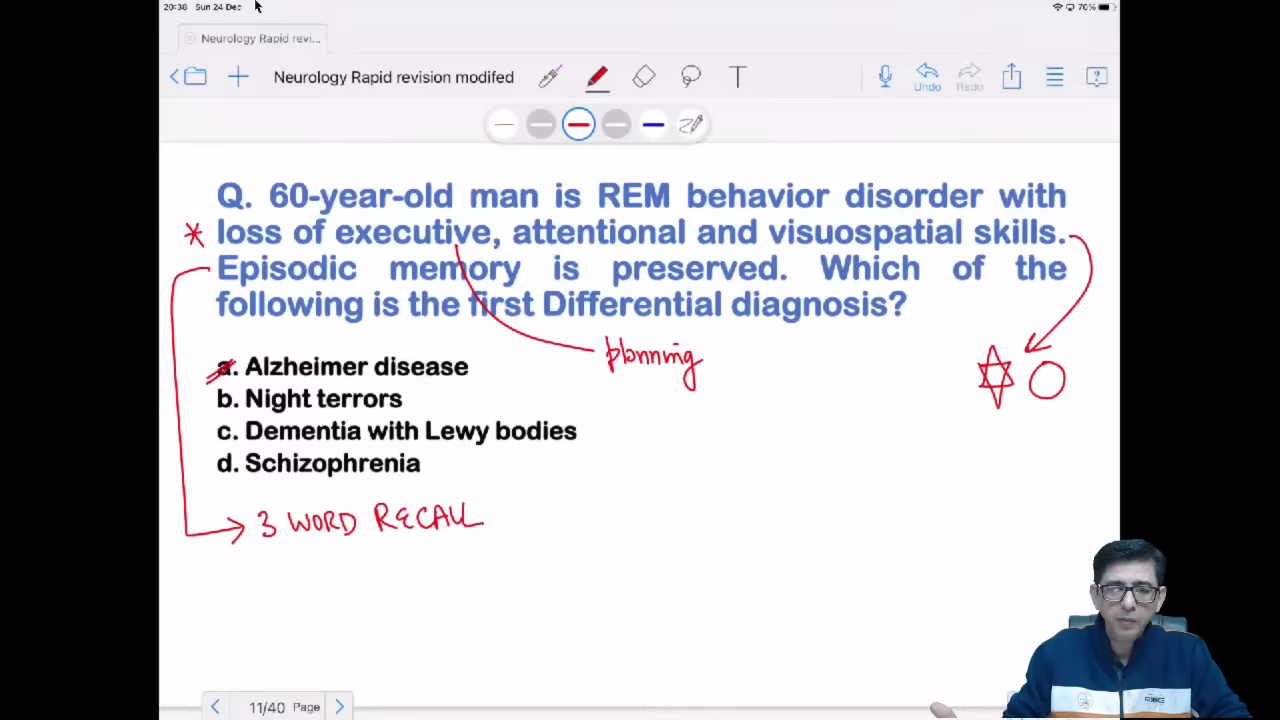 20:38 Sun 24 Dec
70%
Neurology Rapid revi...
Neurology Rapid revision modifed
T
Undo
Redo
?
Q. 60-year-old man is REM behavior disorder with
* loss of executive, attentional and visuospatial skills.
Episodic memory is preserved. Which of the
following is the first Differential diagnosis?
planning
a. Alzheimer disease
b. Night terrors
c. Dementia with Lewy bodies
d. Schizophrenia
3 WORD RECALL
11/40 Page